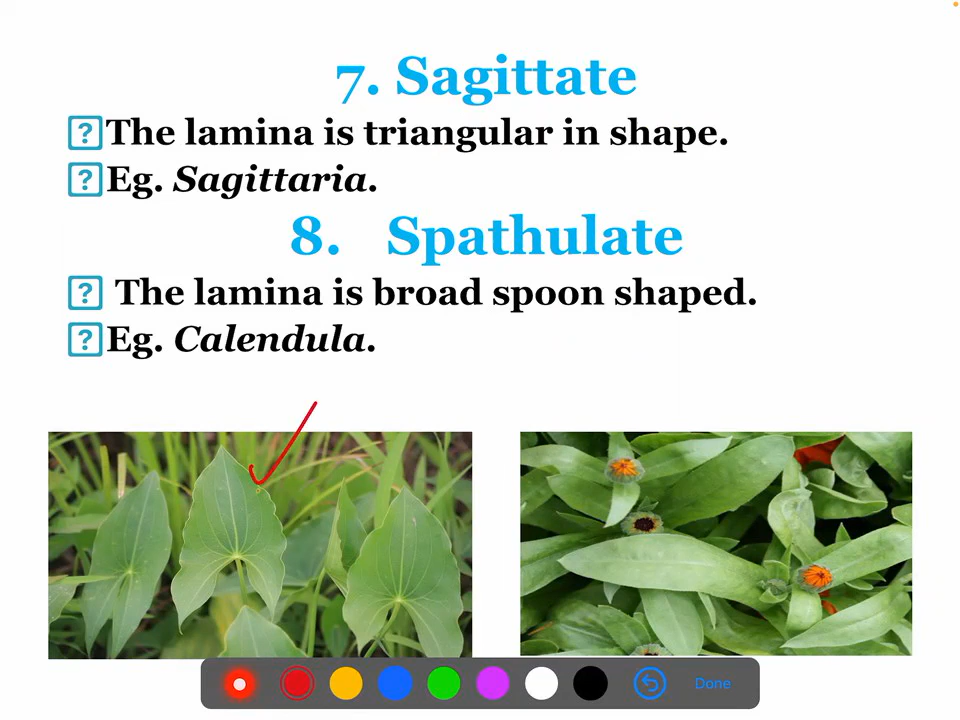 7. Sagittate
The lamina is triangular in shape.
Eg. Sagittaria.
8. Spathulate
The lamina is broad spoon shaped.
Eg. Calendula.
Done